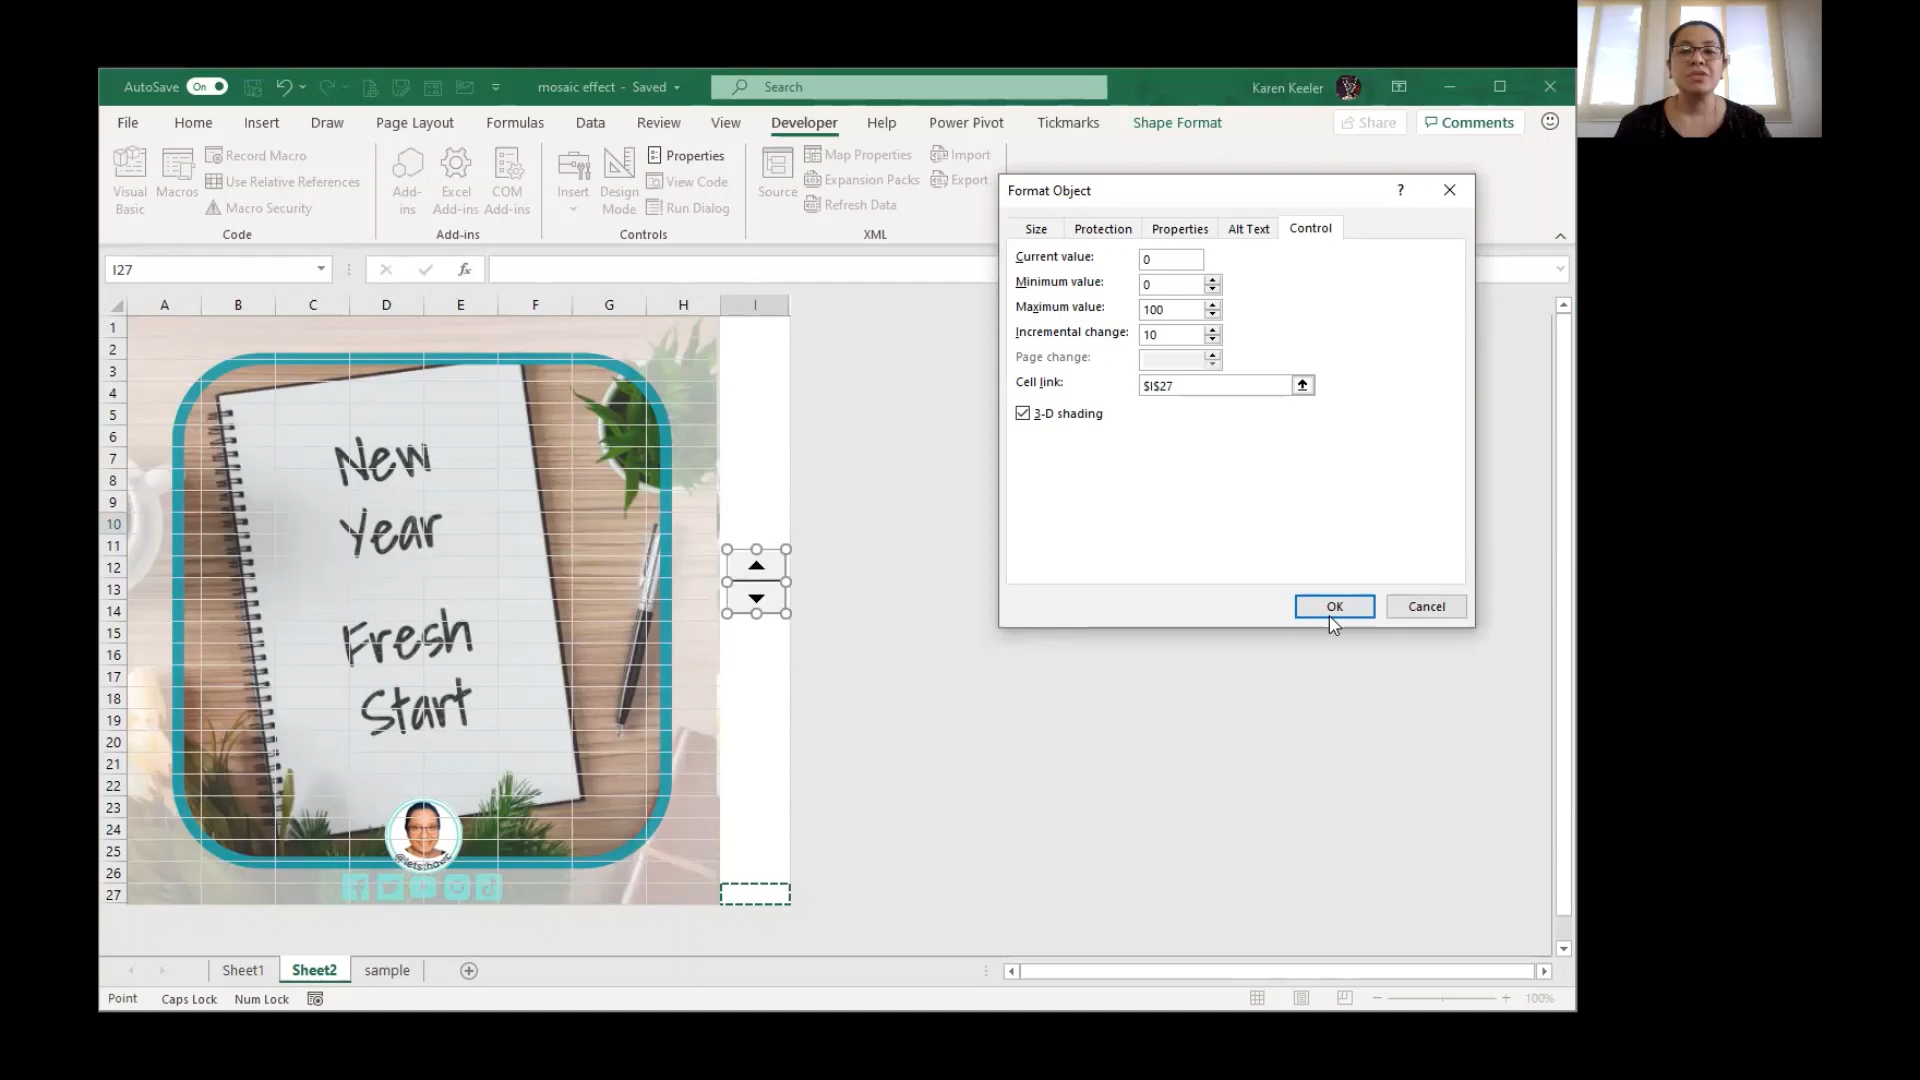 AutoSave On mosaic effect - Saved Search Karen Keeler
File Home Insert Draw Page Layout Formulas Data Review View Developer Help Power Pivot Tickmarks Shape Format Share Comments
Visual Basic
Macros
Record Macro
Use Relative References
Macro Security
Code
Add-ins
Excel Add-ins
COM Add-ins
Add-ins
Insert
Design Mode
Properties
View Code
Run Dialog
Controls
Source
Map Properties
Expansion Packs
Refresh Data
Import
Export
XML
I27
fx
A B C D E F G H I
1
2
3
4
5
6
7
8
9
10
11
12
13
14
15
16
17
18
19
20
21
22
23
24
25
26
27
New
Year
Fresh
Start
Format Object ?
Size Protection Properties Alt Text Control
Current value: 0
Minimum value: 0
Maximum value: 100
Incremental change: 10
Page change:
Cell link: $I$27
3-D shading
OK Cancel
Sheet1 Sheet2 sample
Point Caps Lock Num Lock 100%